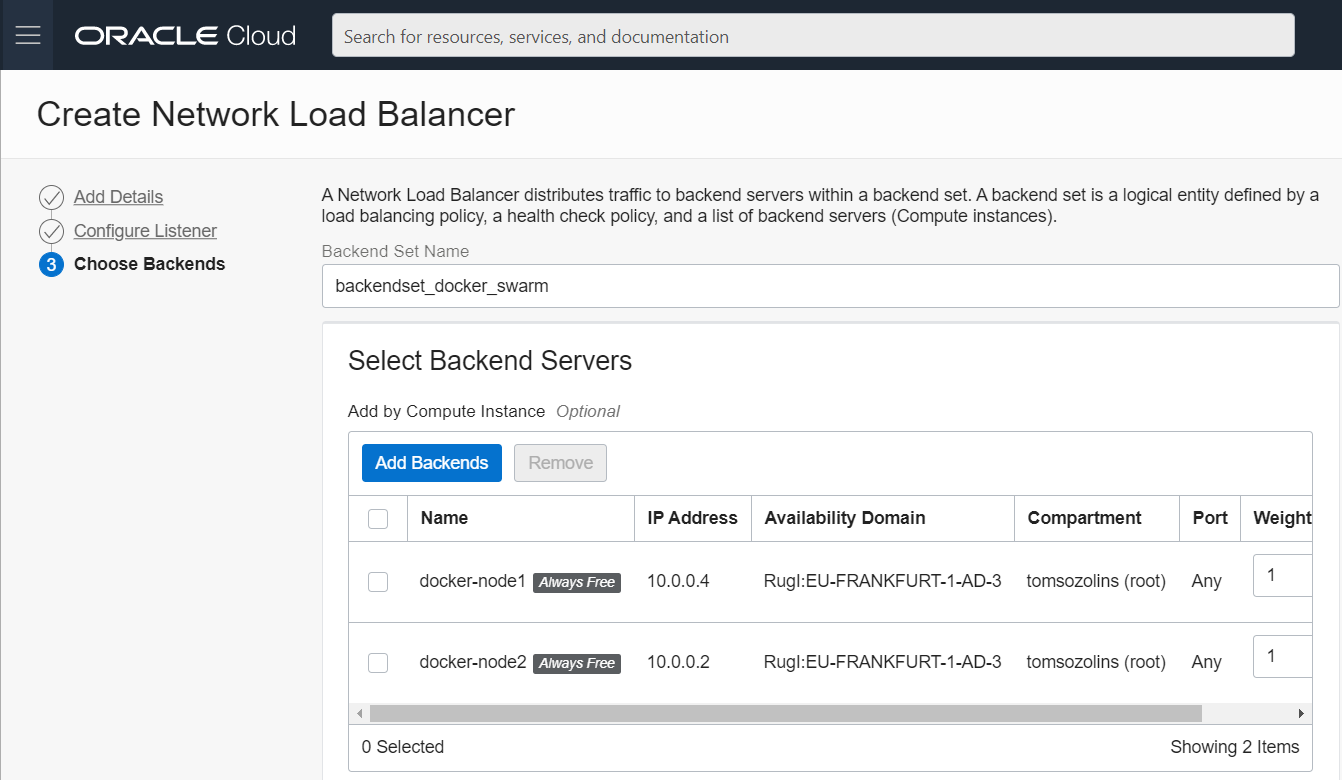 ORACLE Cloud
Search for resources, services, and documentation
Create Network Load Balancer
Add Details
Configure Listener
3 Choose Backends
A Network Load Balancer distributes traffic to backend servers within a backend set. A backend set is a logical entity defined by a
load balancing policy, a health check policy, and a list of backend servers (Compute instances).
Backend Set Name
backendset_docker_swarm
Select Backend Servers
Add by Compute Instance Optional
Add Backends Remove
Name IP Address Availability Domain Compartment Port Weight
docker-node1 Always Free 10.0.0.4 Rugl:EU-FRANKFURT-1-AD-3 tomsozolins (root) Any 1
docker-node2 Always Free 10.0.0.2 Rugl:EU-FRANKFURT-1-AD-3 tomsozolins (root) Any 1
0 Selected Showing 2 Items